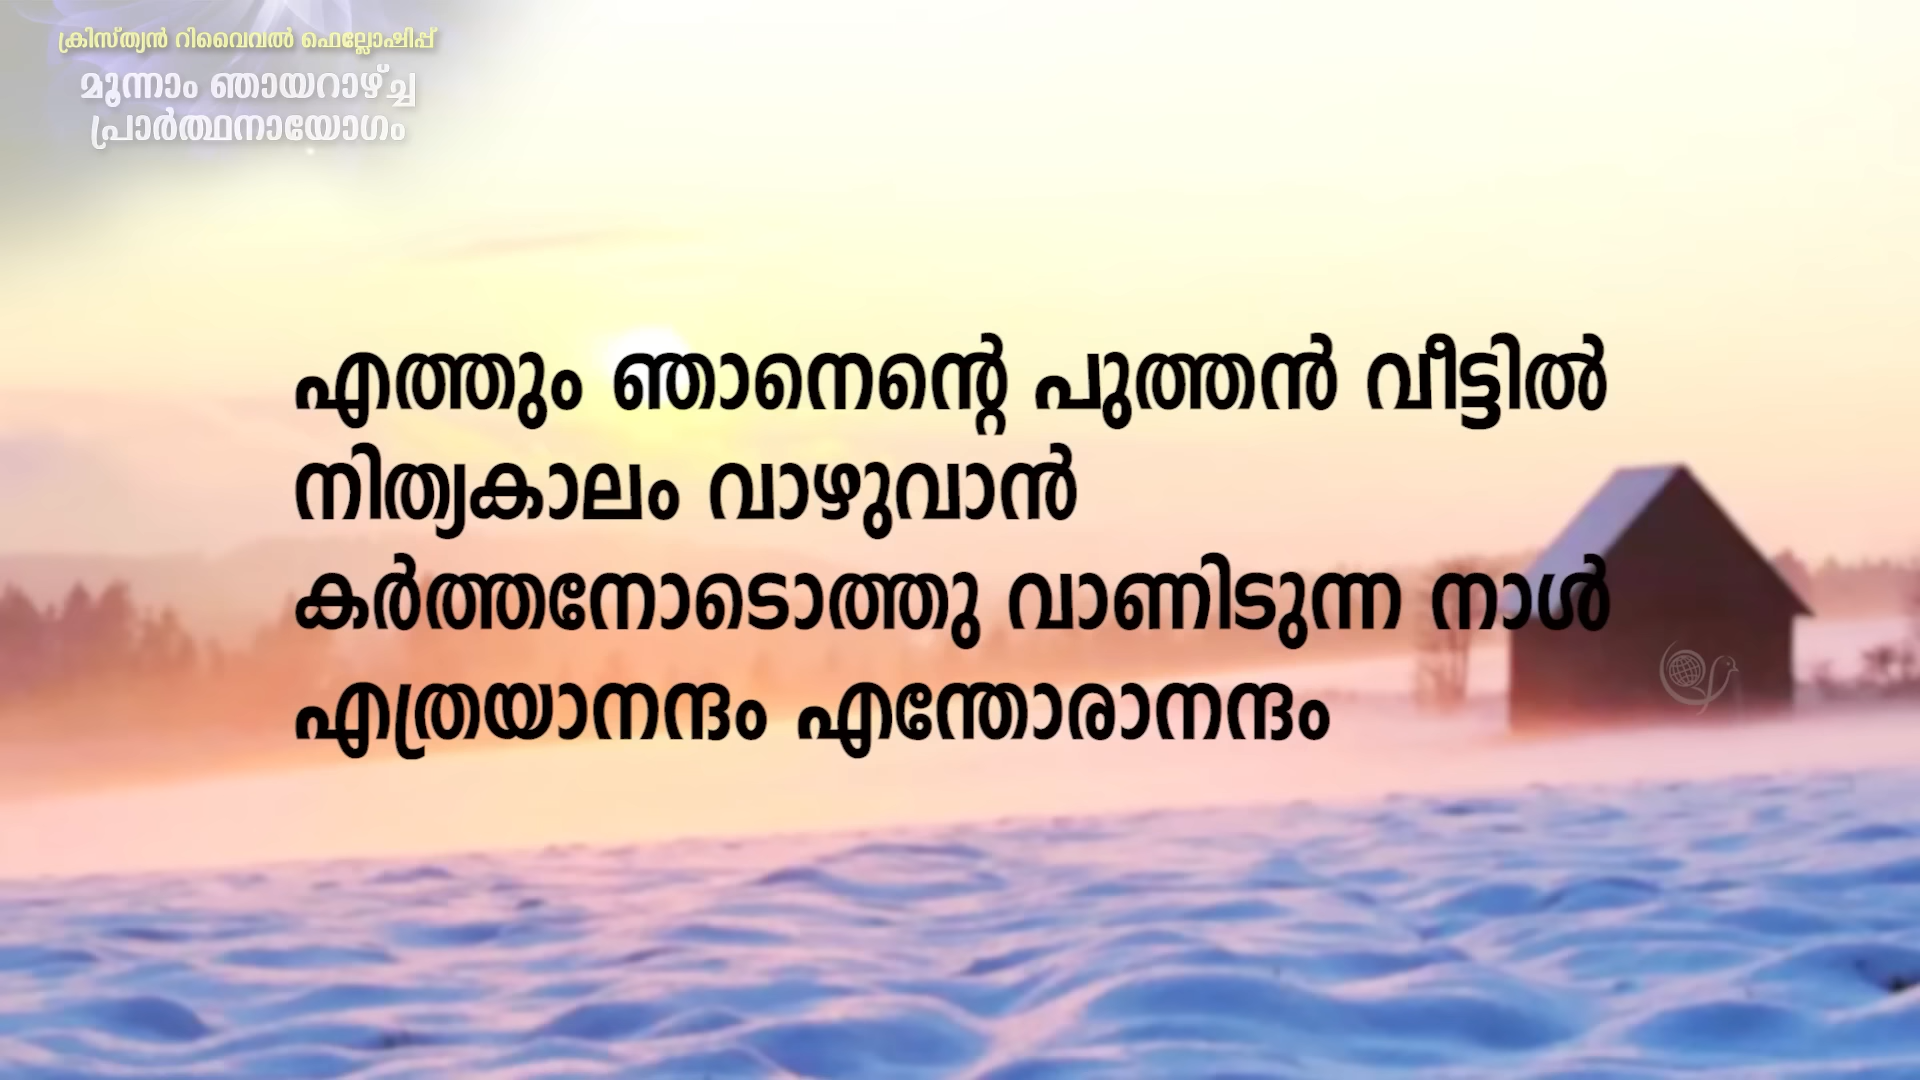 ക്രിസ്ത്യൻ റിവൈവൽ ഫെല്ലോഷിപ്പ്
മൂന്നാം ഞായറാഴ്ച്ച
പ്രാർത്ഥനായോഗം
എത്തും ഞാനെന്റെ പുത്തൻ വീട്ടിൽ
നിത്യകാലം വാഴുവാൻ
കർത്തനോടൊത്തു വാണിടുന്ന നാൾ
എത്രയാനന്ദം എന്തോരാനന്ദം